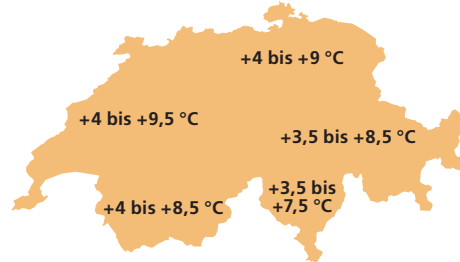 +4 bis +9 °C
+4 bis +9,5 °C
+3,5 bis +8,5 °C
+3,5 bis
+7,5 °C
+4 bis +8,5 °C